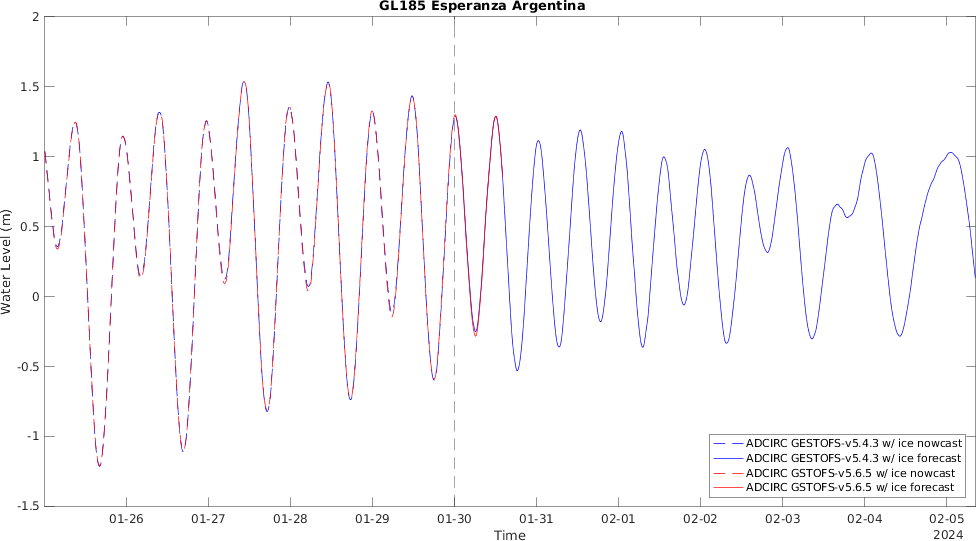 GL185 Esperanza Argentina
2
1.5
1
0.5
0
-0.5
-1
-1.5
Water Level (m)
01-26 01-27 01-28 01-29 01-30 01-31 02-01 02-02 02-03 02-04 02-05
Time
2024
ADCIRC GESTOFS-v5.4.3 w/ ice nowcast
ADCIRC GESTOFS-v5.4.3 w/ ice forecast
ADCIRC GSTOFS-v5.6.5 w/ ice nowcast
ADCIRC GSTOFS-v5.6.5 w/ ice forecast